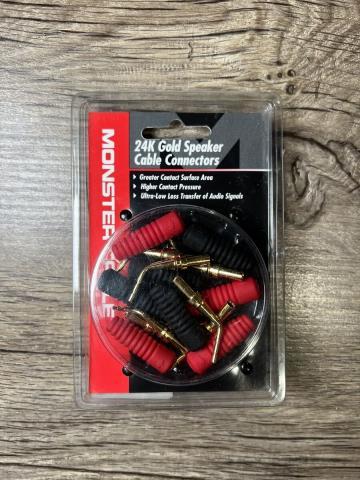 24K Gold Speaker
Cable Connectors
Greater Contact Surface Area
Higher Contact Pressure
Ultra-Low Loss Transfer of Audio Signals
MONSTER CABLE